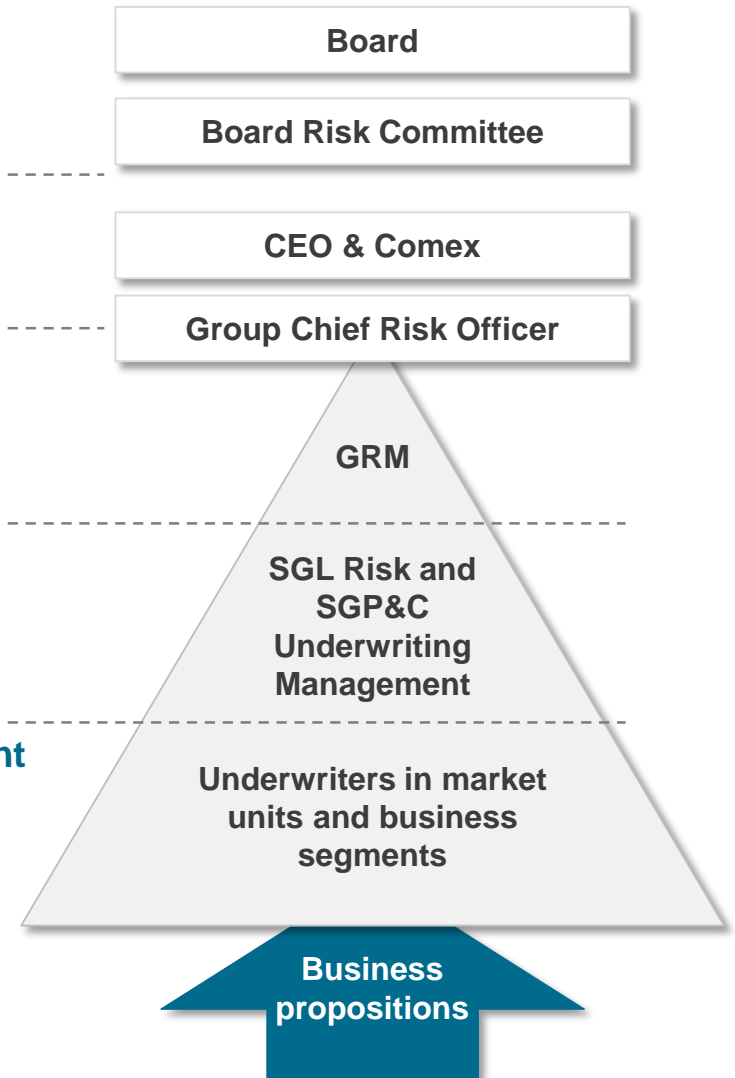 Board
Board Risk Committee
CEO & Comex
Group Chief Risk Officer
GRM
SGL Risk and
SGP&C
Underwriting
Management
nt
Underwriters in market
units and business
segments
Business
propositions